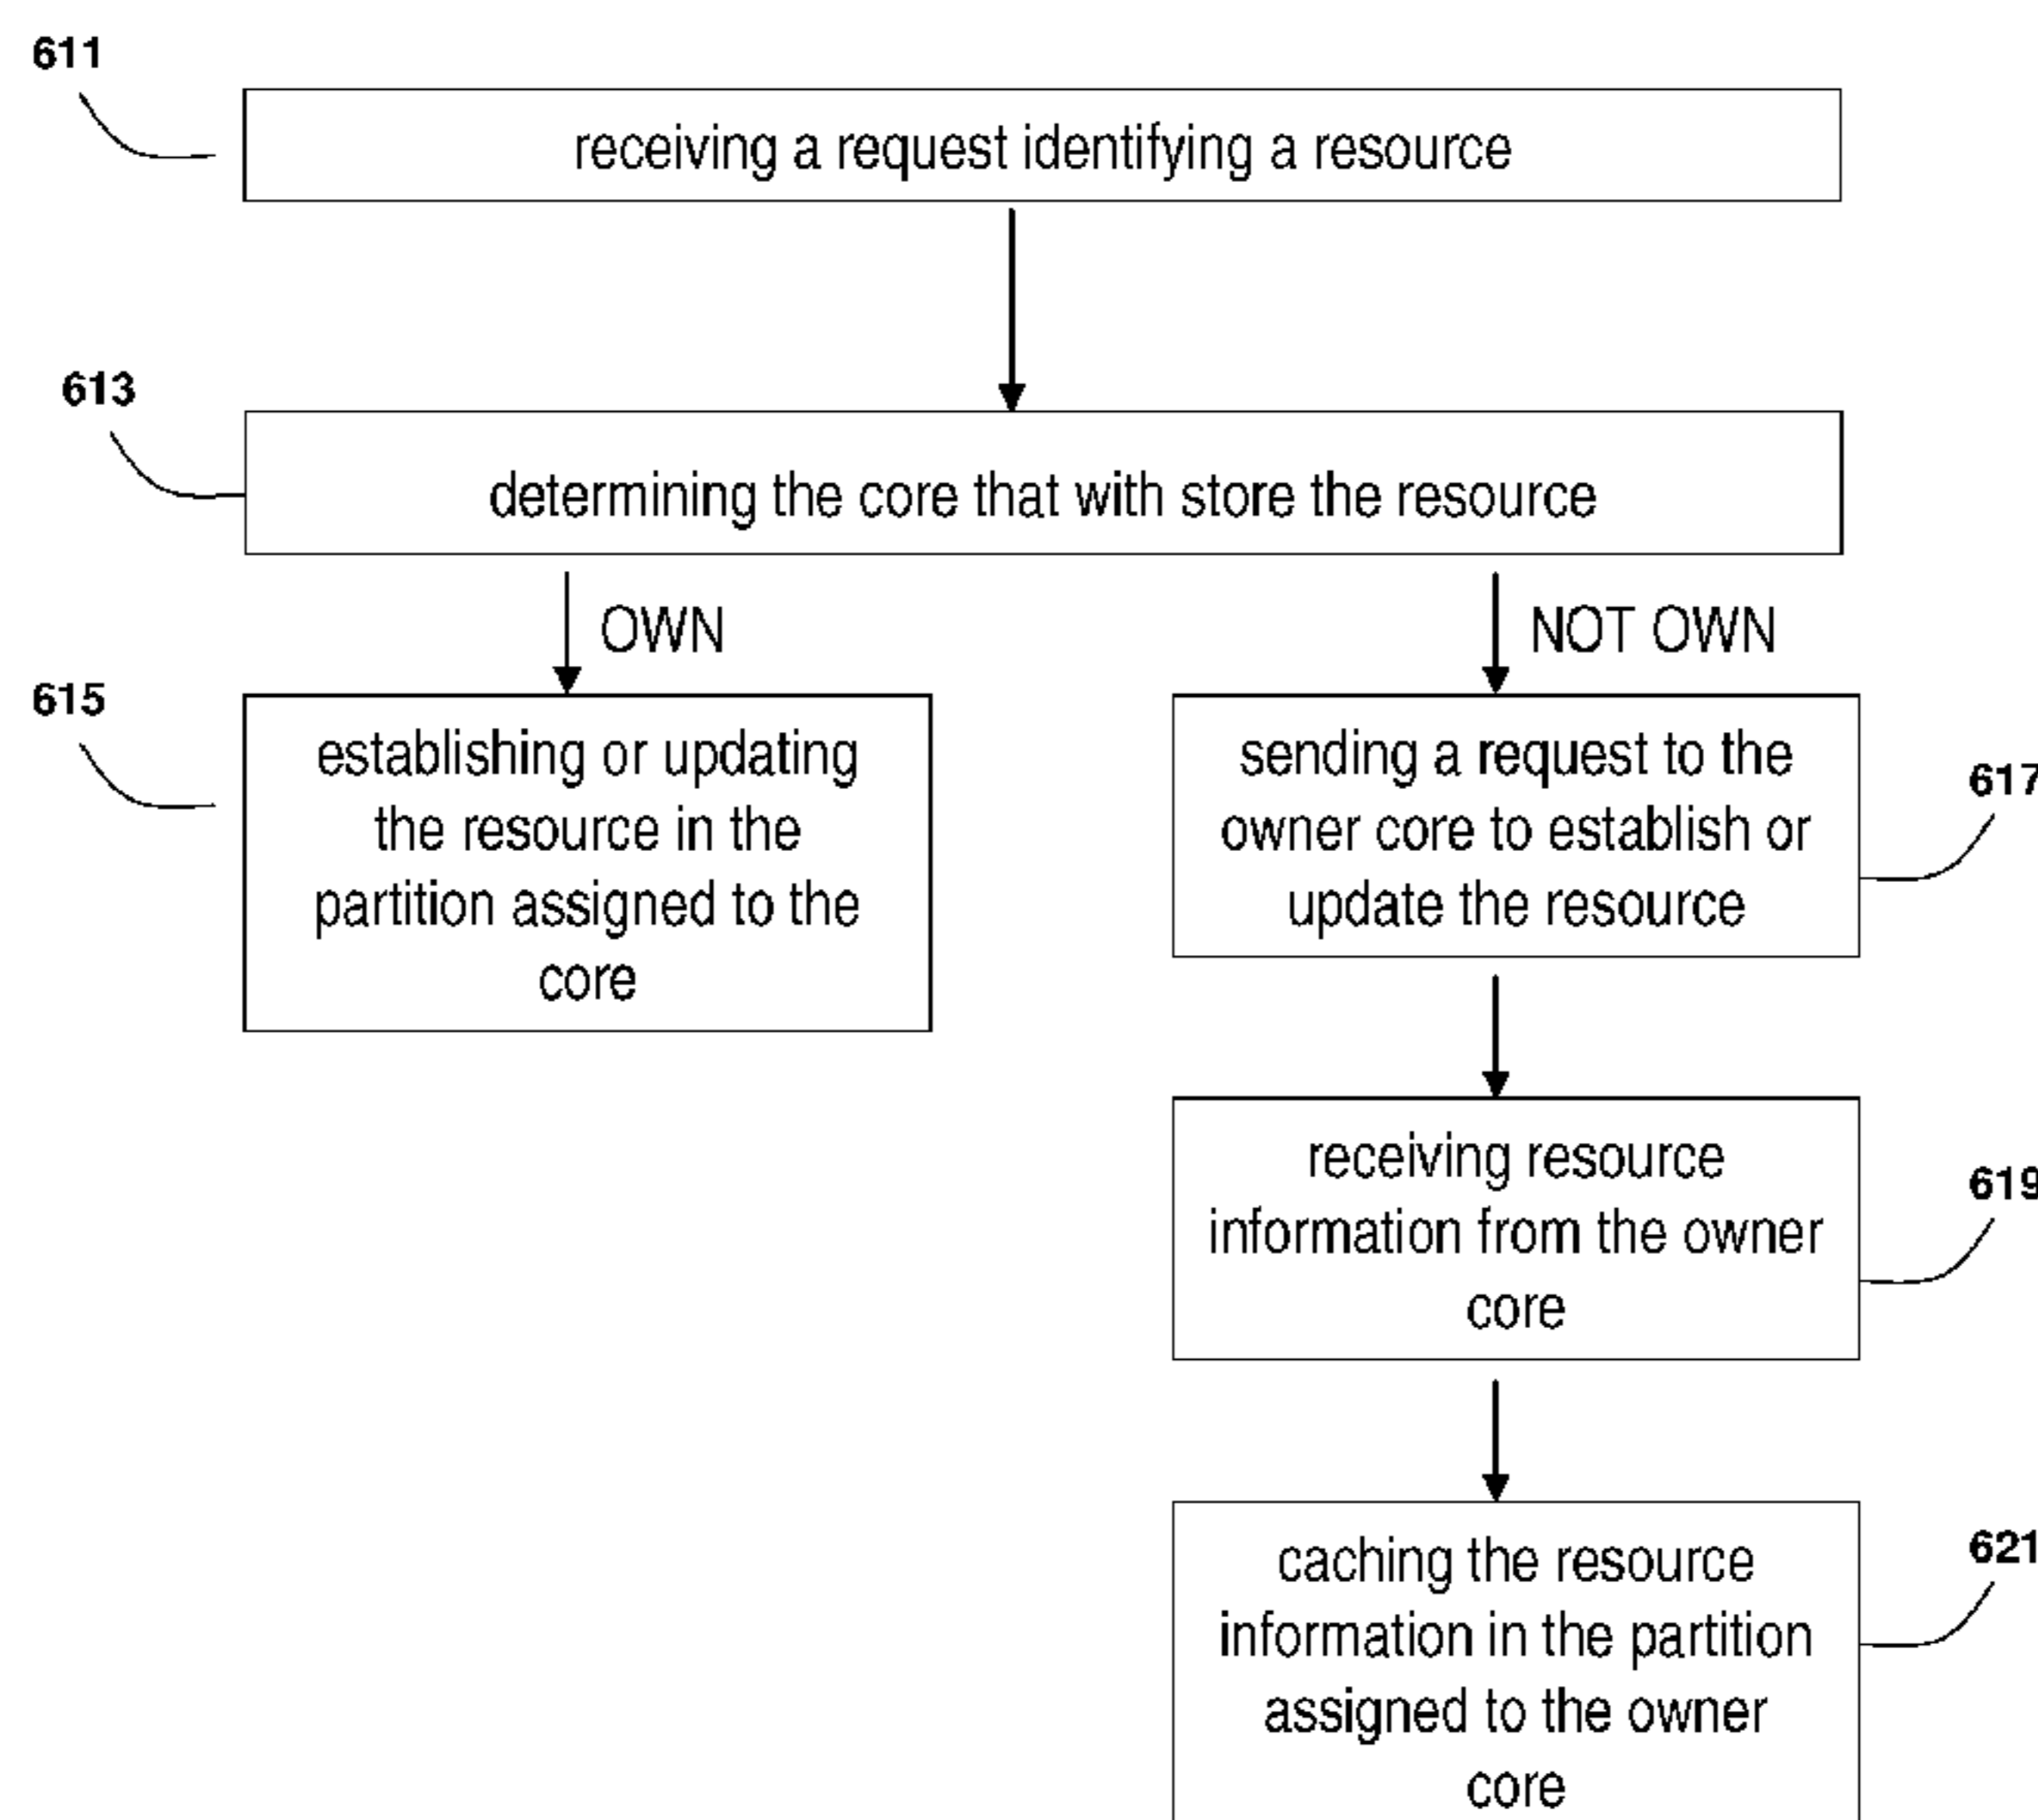 611
receiving a request identifying a resource
613
determining the core that with store the resource
OWN
NOT OWN
615
establishing or updating
the resource in the
partition assigned to the
core
sending a request to the
owner core to establish or
update the resource
617
receiving resource
information from the owner
core
619
caching the resource
information in the partition
assigned to the owner
core
621